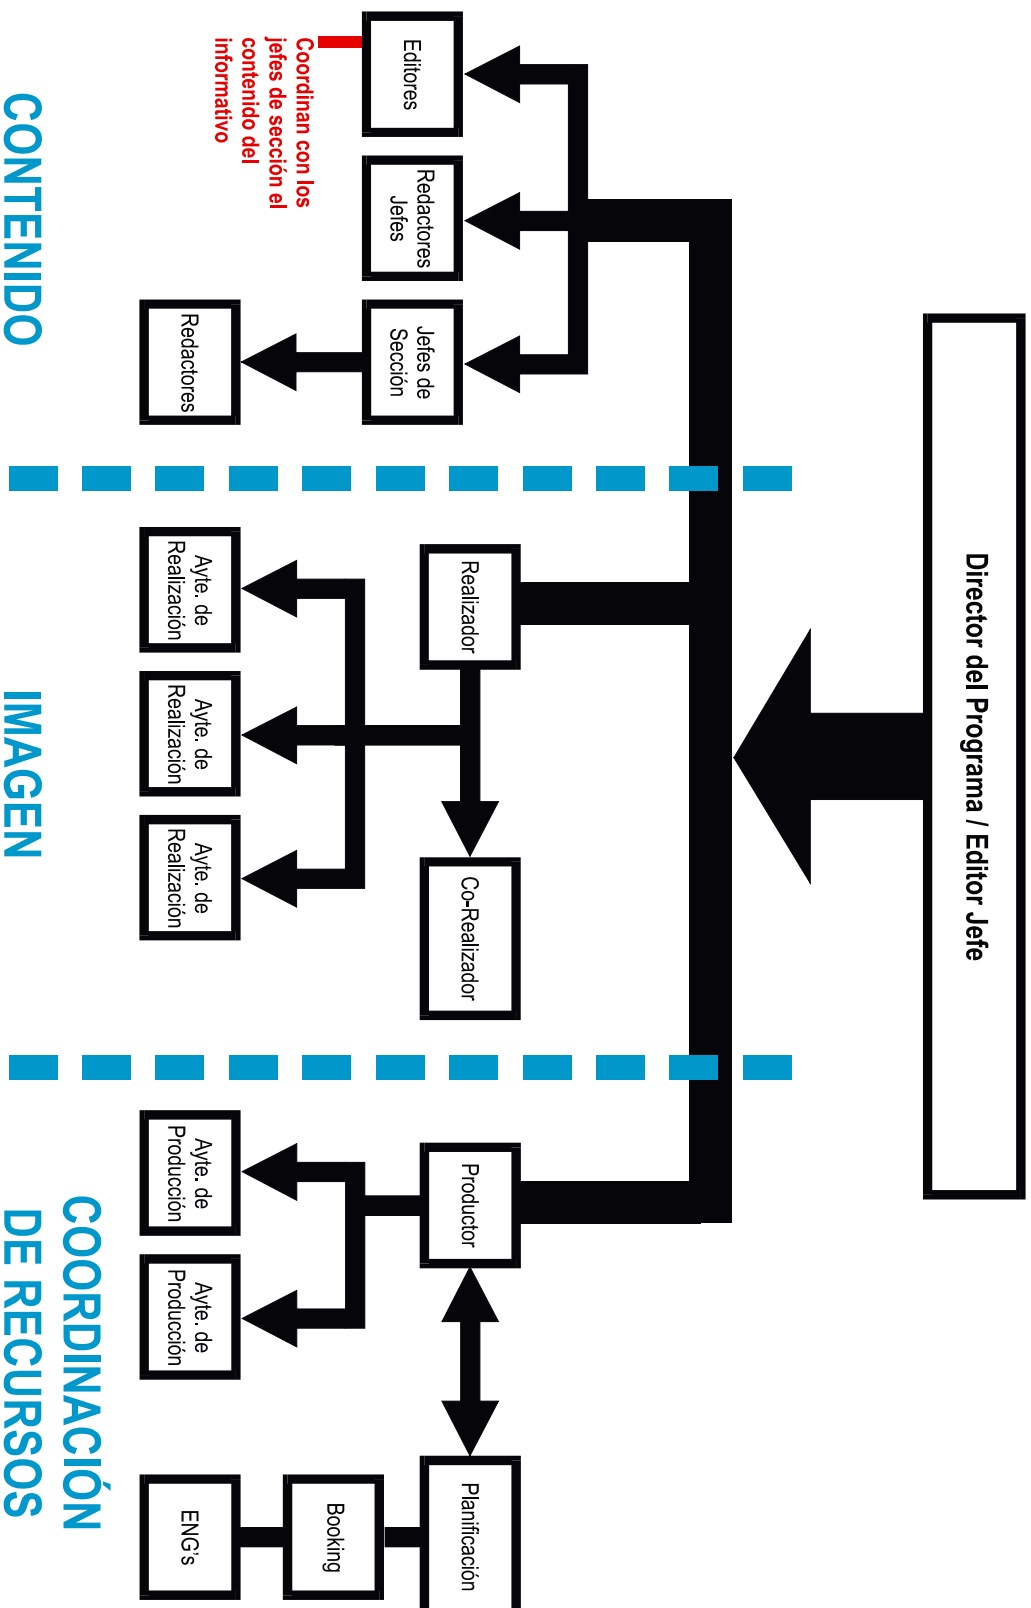 Director del Programa / Editor Jefe
Editores
Redactores
Jefes
Jefes de
Sección
Coordinan con los
jefes de sección el
contenido del
informativo
Redactores
Realizador
Co-Realizador
Ayte. de
Realización
Ayte. de
Realización
Ayte. de
Realización
Productor
Planificación
Booking
Ayte. de
Producción
Ayte. de
Producción
ENG's
CONTENIDO
IMAGEN
COORDINACIÓN
DE RECURSOS